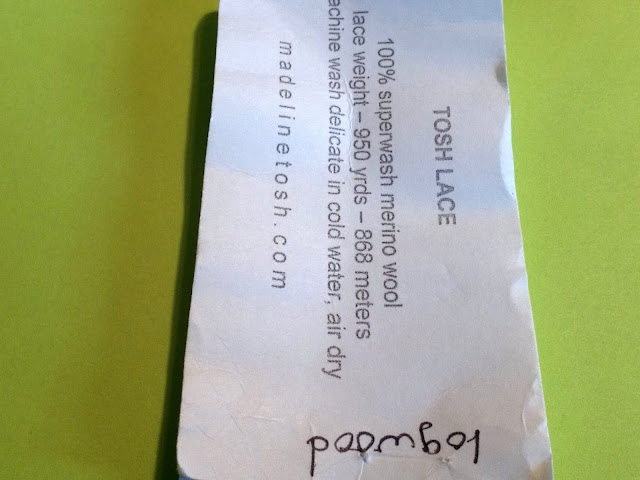 TOSH LACE
100% superwash merino wool
lace weight – 950 yrds – 868 meters
achine wash delicate in cold water, air dry
madelinetosh.com
logwood